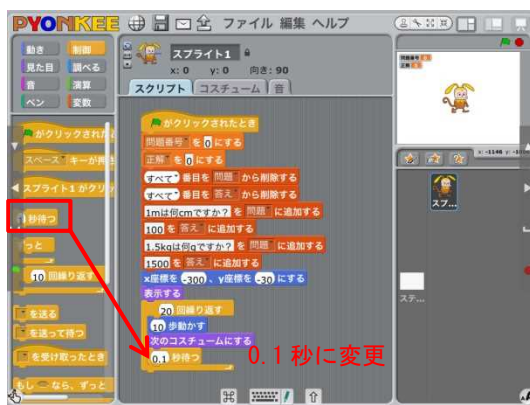 PYONKEE ファイル 編集 ヘルプ
動き 制御
見た目 調べる
音 演算
ペン 変数
スプライト1
x: 0 y: 0 向き: 90
スクリプト コスチューム 音
がクリックされたとき
問題番号 を 0 にする
正解 を 0 にする
すべて 番目を 問題 から削除する
すべて 番目を 答え から削除する
1mは何cmですか? を 問題 に追加する
100 を 答え に追加する
1.5kgは何gですか? を 問題 に追加する
1500 を 答え に追加する
x座標を -300 、y座標を -30 にする
表示する
20 回繰り返す
10 歩動かす
次のコスチュームにする
0.1 秒待つ
0.1 秒に変更
がクリックされた
スペース キーが押
スプライト1 がクリッ
秒待つ
っと
10 回繰り返す
を送る
を送って待つ
を受け取ったとき
もし なら、ずっと
問題番号 0
正解 0
スプ...
ステ...